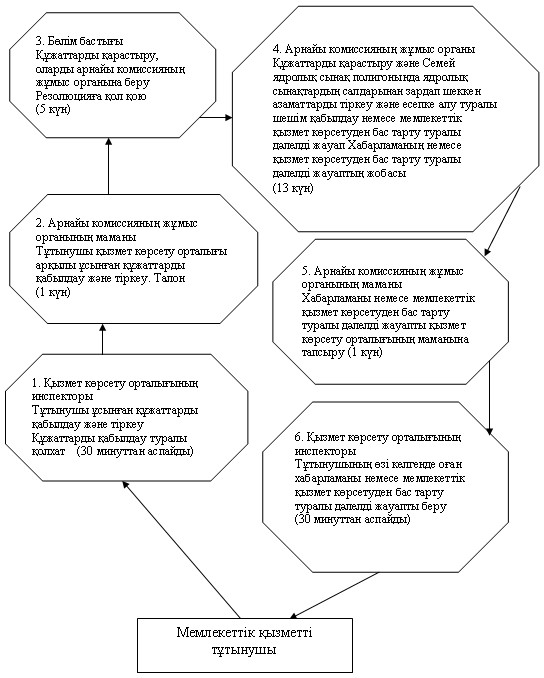 3. Бөлім бастығы
Құжаттарды қарастыру,
оларды арнайы комиссияның
жұмыс органына беру
Резолюцияға қол қою
(5 күн)
4. Арнайы комиссияның жұмыс органы
Құжаттарды қарастыру және Семей
ядролық сынақ полигонында ядролық
сынақтардың салдарынан зардап шеккен
азаматтарды тіркеу және есепке алу туралы
шешім қабылдау немесе мемлекеттік
қызмет көрсетуден бас тарту туралы
дәлелді жауап Хабарламаның немесе
қызмет көрсетуден бас тарту туралы
дәлелді жауаптың жобасы
(13 күн)
2. Арнайы комиссияның жұмыс
органының маманы
Тұтынушы қызмет көрсету орталығы
арқылы ұсынған құжаттарды
қабылдау және тіркеу. Талон
(1 күн)
5. Арнайы комиссияның жұмыс
органының маманы
Хабарламаны немесе мемлекеттік
қызмет көрсетуден бас тарту
туралы дәлелді жауапты қызмет
көрсету орталығының маманына
тапсыру (1 күн)
1. Қызмет көрсету орталығының
инспекторы
Тұтынушы ұсынған құжаттарды
қабылдау және тіркеу
Құжаттарды қабылдау туралы
қолхат (30 минуттан аспайды)
6. Қызмет көрсету орталығының
инспекторы
Тұтынушының өзі келгенде оған
хабарламаны немесе мемлекеттік
қызмет көрсетуден бас тарту
туралы дәлелді жауапты беру
(30 минуттан аспайды)
Мемлекеттік қызметті
тұтынушы